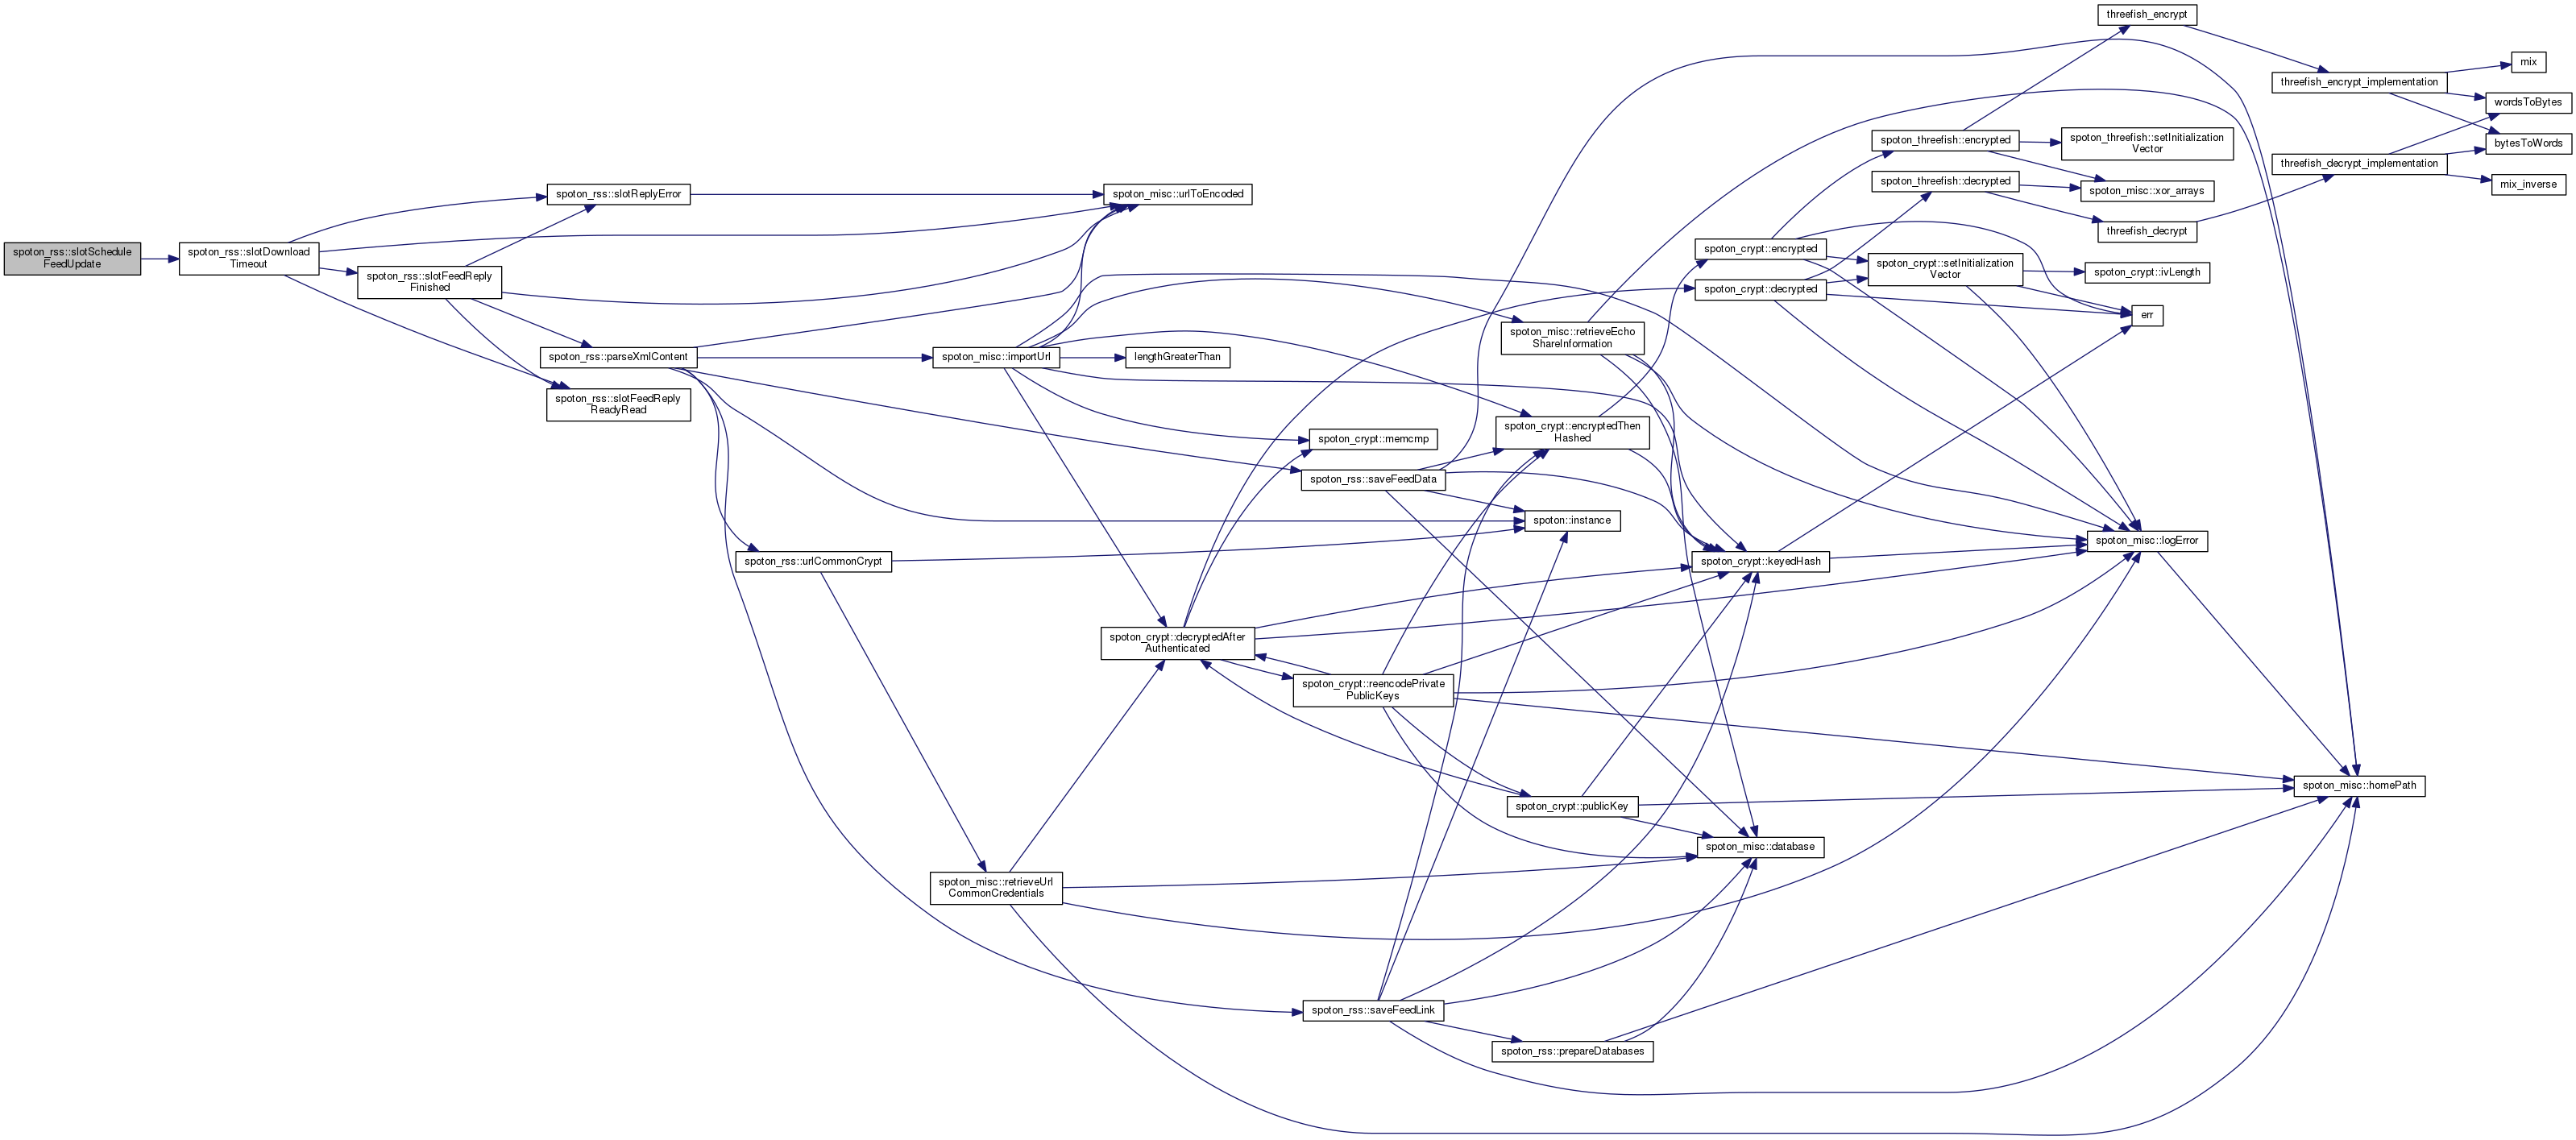 spoton_rss::slotSchedule
FeedUpdate
spoton_rss::slotDownload
Timeout
spoton_rss::slotReplyError
spoton_rss::slotFeedReply
Finished
spoton_rss::parseXmlContent
spoton_rss::slotFeedReply
ReadyRead
spoton_misc::urlToEncoded
spoton_misc::importUrl
lengthGreaterThan
spoton_rss::urlCommonCrypt
spoton_crypt::memcmp
spoton_rss::saveFeedData
spoton_crypt::decryptedAfter
Authenticated
spoton_crypt::reencodePrivate
PublicKeys
spoton_misc::retrieveUrl
CommonCredentials
spoton_rss::saveFeedLink
spoton_misc::retrieveEcho
ShareInformation
spoton_crypt::encryptedThen
Hashed
spoton::instance
spoton_crypt::publicKey
spoton_rss::prepareDatabases
spoton_crypt::encrypted
spoton_crypt::decrypted
spoton_crypt::keyedHash
spoton_misc::database
spoton_threefish::encrypted
spoton_threefish::decrypted
spoton_crypt::setInitialization
Vector
threefish_encrypt
spoton_threefish::setInitialization
Vector
spoton_misc::xor_arrays
threefish_decrypt
spoton_crypt::ivLength
err
spoton_misc::logError
spoton_misc::homePath
threefish_encrypt_implementation
threefish_decrypt_implementation
mix
wordsToBytes
bytesToWords
mix_inverse